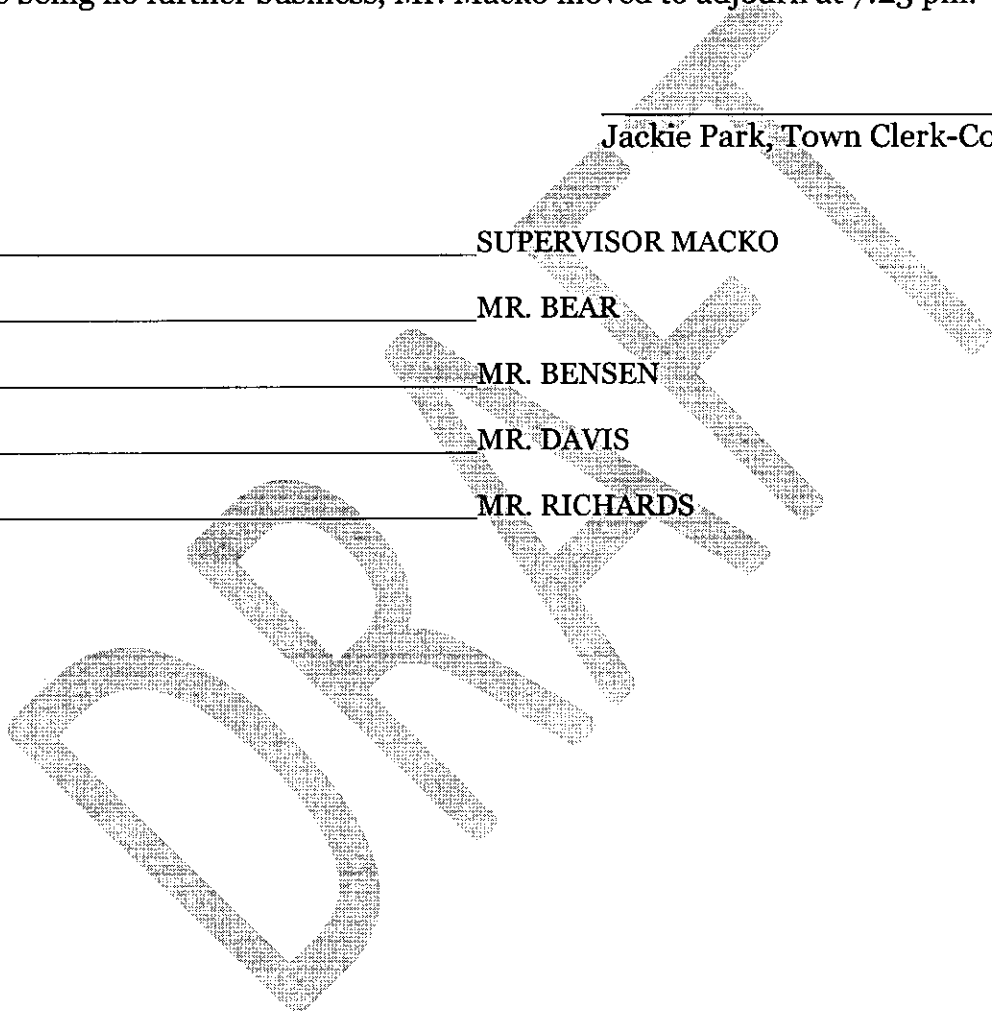 being no further business, Mr. Macko moved to adjourn at 7:23 pm.
Jackie Park, Town Clerk-Co
SUPERVISOR MACKO
MR. BEAR
MR. BENSEN
MR. DAVIS
MR. RICHARDS
DRAFT